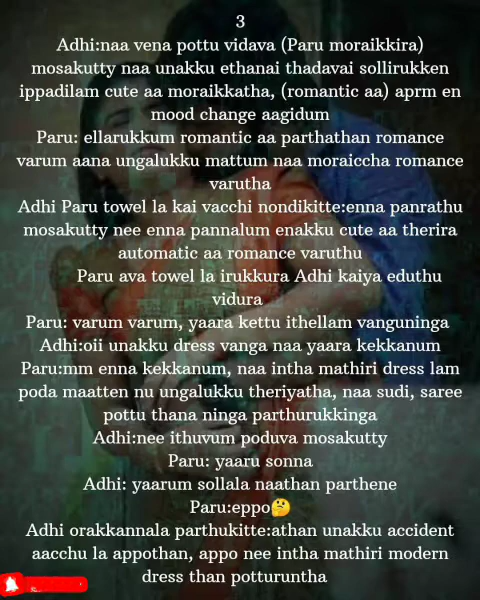 3
Adhi:naa vena pottu vidava (Paru moraikkira)
mosakutty naa unakku ethanai thadavai sollirukken
ippadilam cute aa moraikkatha, (romantic aa) aprm en
mood change aagidum
Paru: ellarukkum romantic aa parthathan romance
varum aana ungalukku mattum naa moraiccha romance
varutha
Adhi Paru towel la kai vacchi nondikitte:enna panrathu
mosakutty nee enna pannalum enakku cute aa therira
automatic aa romance varuthu
Paru ava towel la irukkura Adhi kaiya eduthu
vidura
Paru: varum varum, yaara kettu ithellam vanguninga
Adhi:oii unakku dress vanga naa yaara kekkanum
Paru:mm enna kekkanum, naa intha mathiri dress lam
poda maatten nu ungalukku theriyatha, naa sudi, saree
pottu thana ninga parthurukkinga
Adhi:nee ithuvum poduva mosakutty
Paru: yaaru sonna
Adhi: yaarum sollala naathan parthene
Paru:eppo🤔
Adhi orakkannala parthukitte:athan unakku accident
aacchu la appothan, appo nee intha mathiri modern
dress than potturuntha